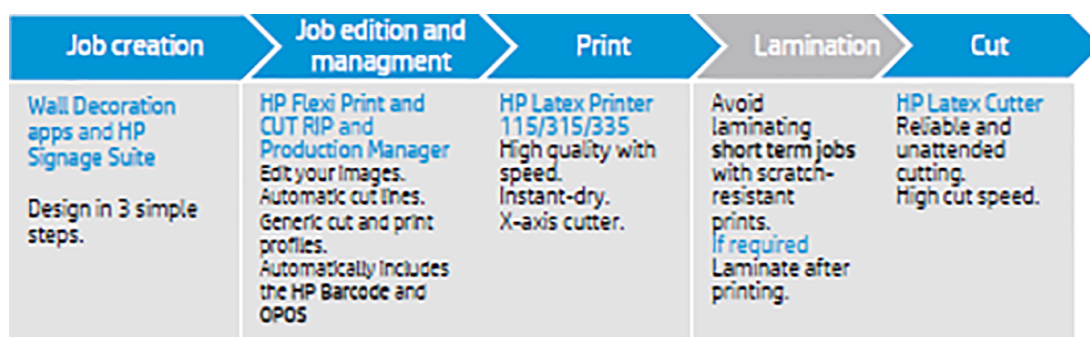 Job creation
Job edition and
managment
Print
Lamination
Cut
Wall Decoration
apps and HP
Signage Suite
Design in 3 simple
steps.
HP Flexi Print and
CUT RIP and
Production Manager
Edit your images.
Automatic cut lines.
Generic cut and print
profiles.
Automatically includes
the HP Barcode and
OPOS
HP Latex Printer
115/315/335
High quality with
speed.
Instant-dry.
X-axis cutter.
Avoid
laminating
short term jobs
with scratch-
resistant
prints.
If required
Laminate after
printing.
HP Latex Cutter
Reliable and
unattended
cutting.
High cut speed.